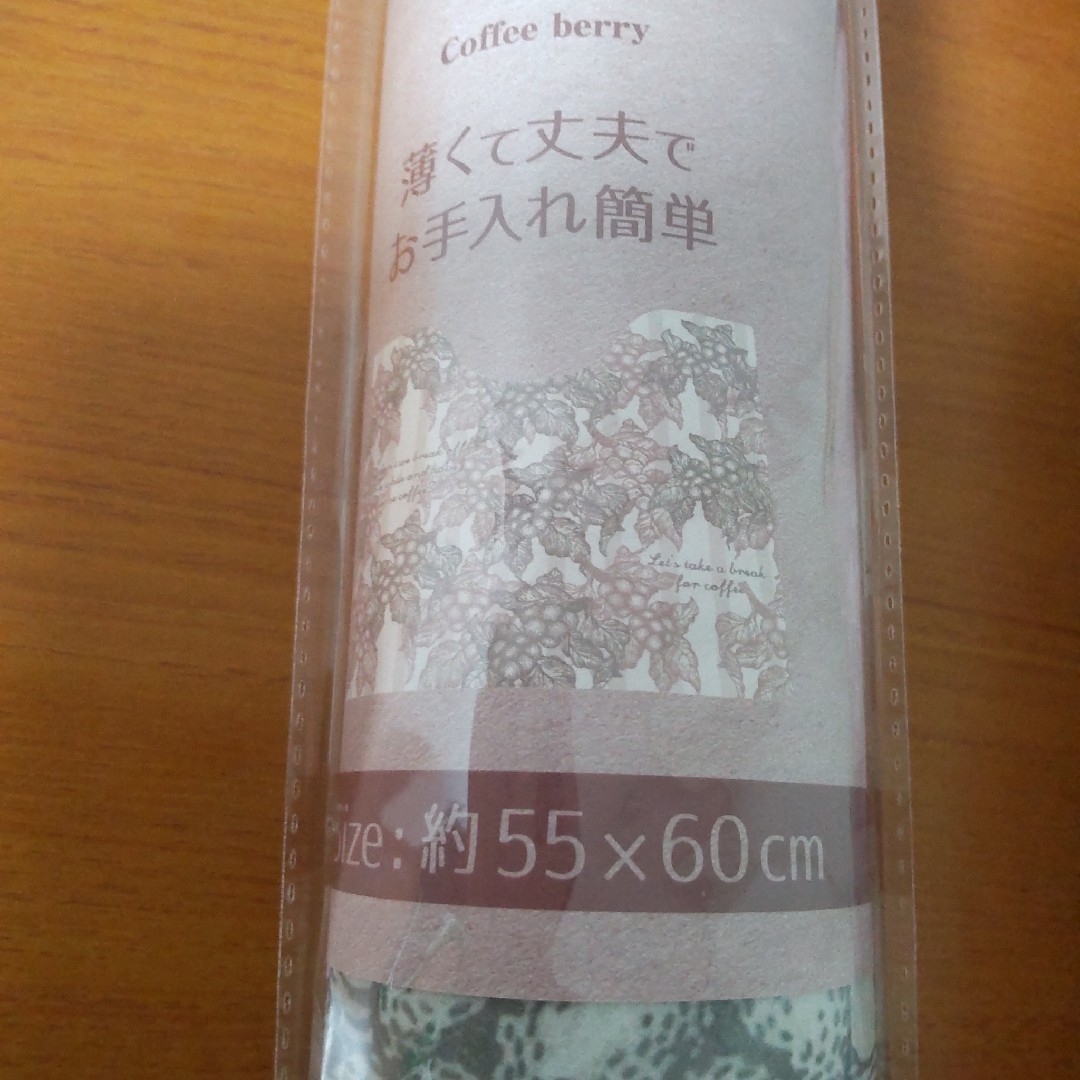 Coffee berry
薄くて丈夫で
お手入れ簡単
Let's take a break
for coffee
Size:約55×60cm